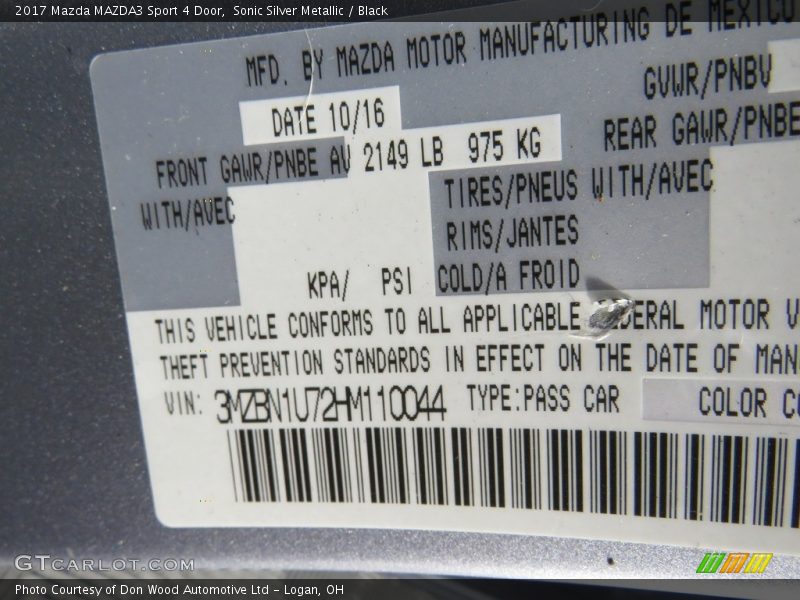 2017 Mazda MAZDA3 Sport 4 Door, Sonic Silver Metallic / Black
MFD. BY MAZDA MOTOR MANUFACTURING DE MEXICO
GVWR/PNBV
DATE 10/16
FRONT GAWR/PNBE AV 2149 LB 975 KG REAR GAWR/PNBE
WITH/AVEC TIRES/PNEUS WITH/AVEC
RIMS/JANTES
KPA/ PSI COLD/A FROID
THIS VEHICLE CONFORMS TO ALL APPLICABLE MOTOR
THEFT PREVENTION STANDARDS IN EFFECT ON THE DATE OF MAN
VIN: 3MZBN1U72HM110044 TYPE:PASS CAR COLOR
GTCARLOT.COM
Photo Courtesy of Don Wood Automotive Ltd - Logan, OH